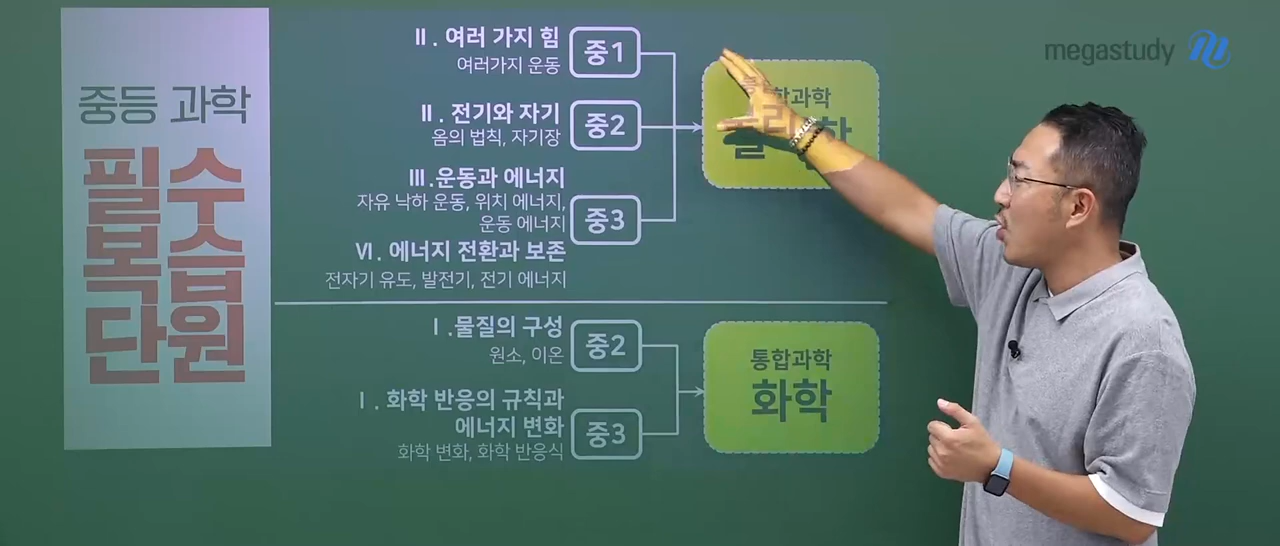 megastudy
중등 과학
필수
복습
단원
Ⅱ. 여러 가지 힘
여러가지 운동
중1
Ⅱ. 전기와 자기
옴의 법칙, 자기장
중2
Ⅲ.운동과 에너지
자유 낙하 운동, 위치 에너지,
운동 에너지
중3
Ⅵ. 에너지 전환과 보존
전자기 유도, 발전기, 전기 에너지
Ⅰ.물질의 구성
원소, 이온
중2
Ⅰ. 화학 반응의 규칙과
에너지 변화
화학 변화, 화학 반응식
중3
통합과학
화학